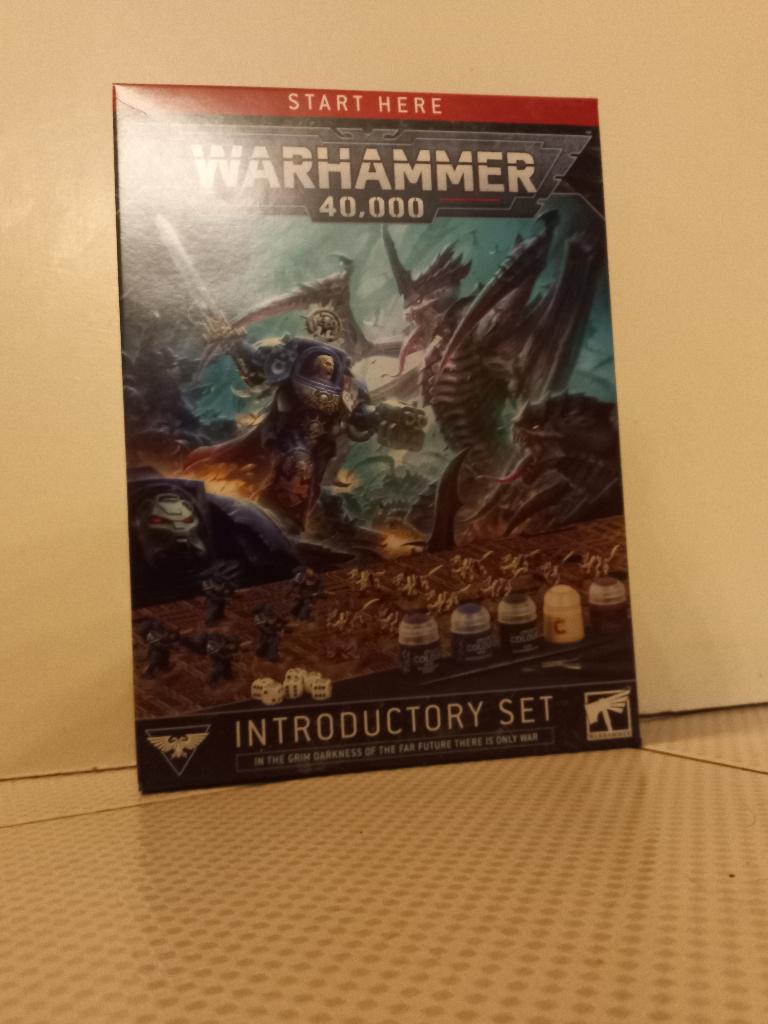 START HERE
WARHAMMER
40,000
C
INTRODUCTORY SET
IN THE GRIM DARKNESS OF THE FAR FUTURE THERE IS ONLY WAR
WARHAMMER